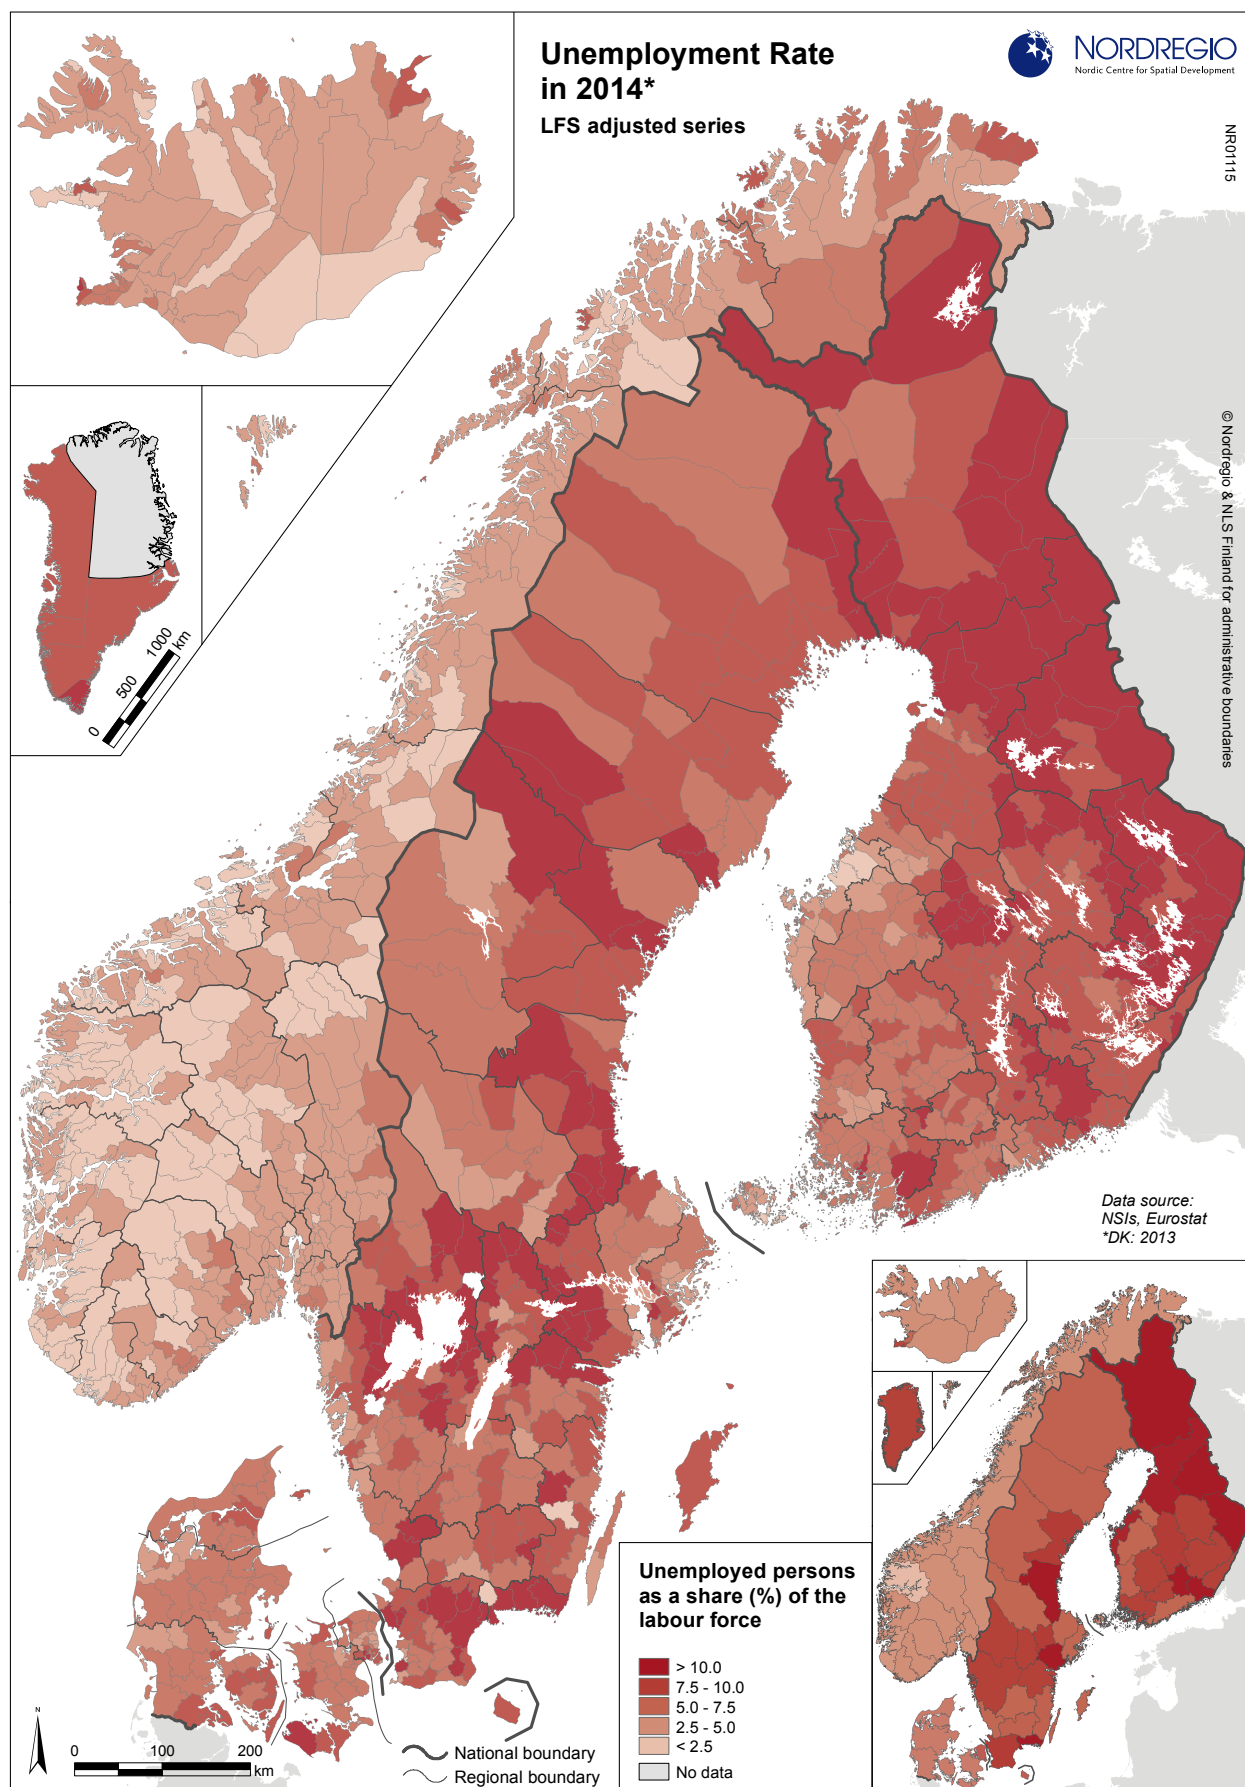 Unemployment Rate
in 2014*
LFS adjusted series
NORDREGIO
Nordic Centre for Spatial Development
NR01115
© Nordregio & NLS Finland for administrative boundaries
0 500 1000
km
Data source:
NSIs, Eurostat
*DK: 2013
Unemployed persons
as a share (%) of the
labour force
> 10.0
7.5 - 10.0
5.0 - 7.5
2.5 - 5.0
< 2.5
No data
N
0 100 200
km
National boundary
Regional boundary